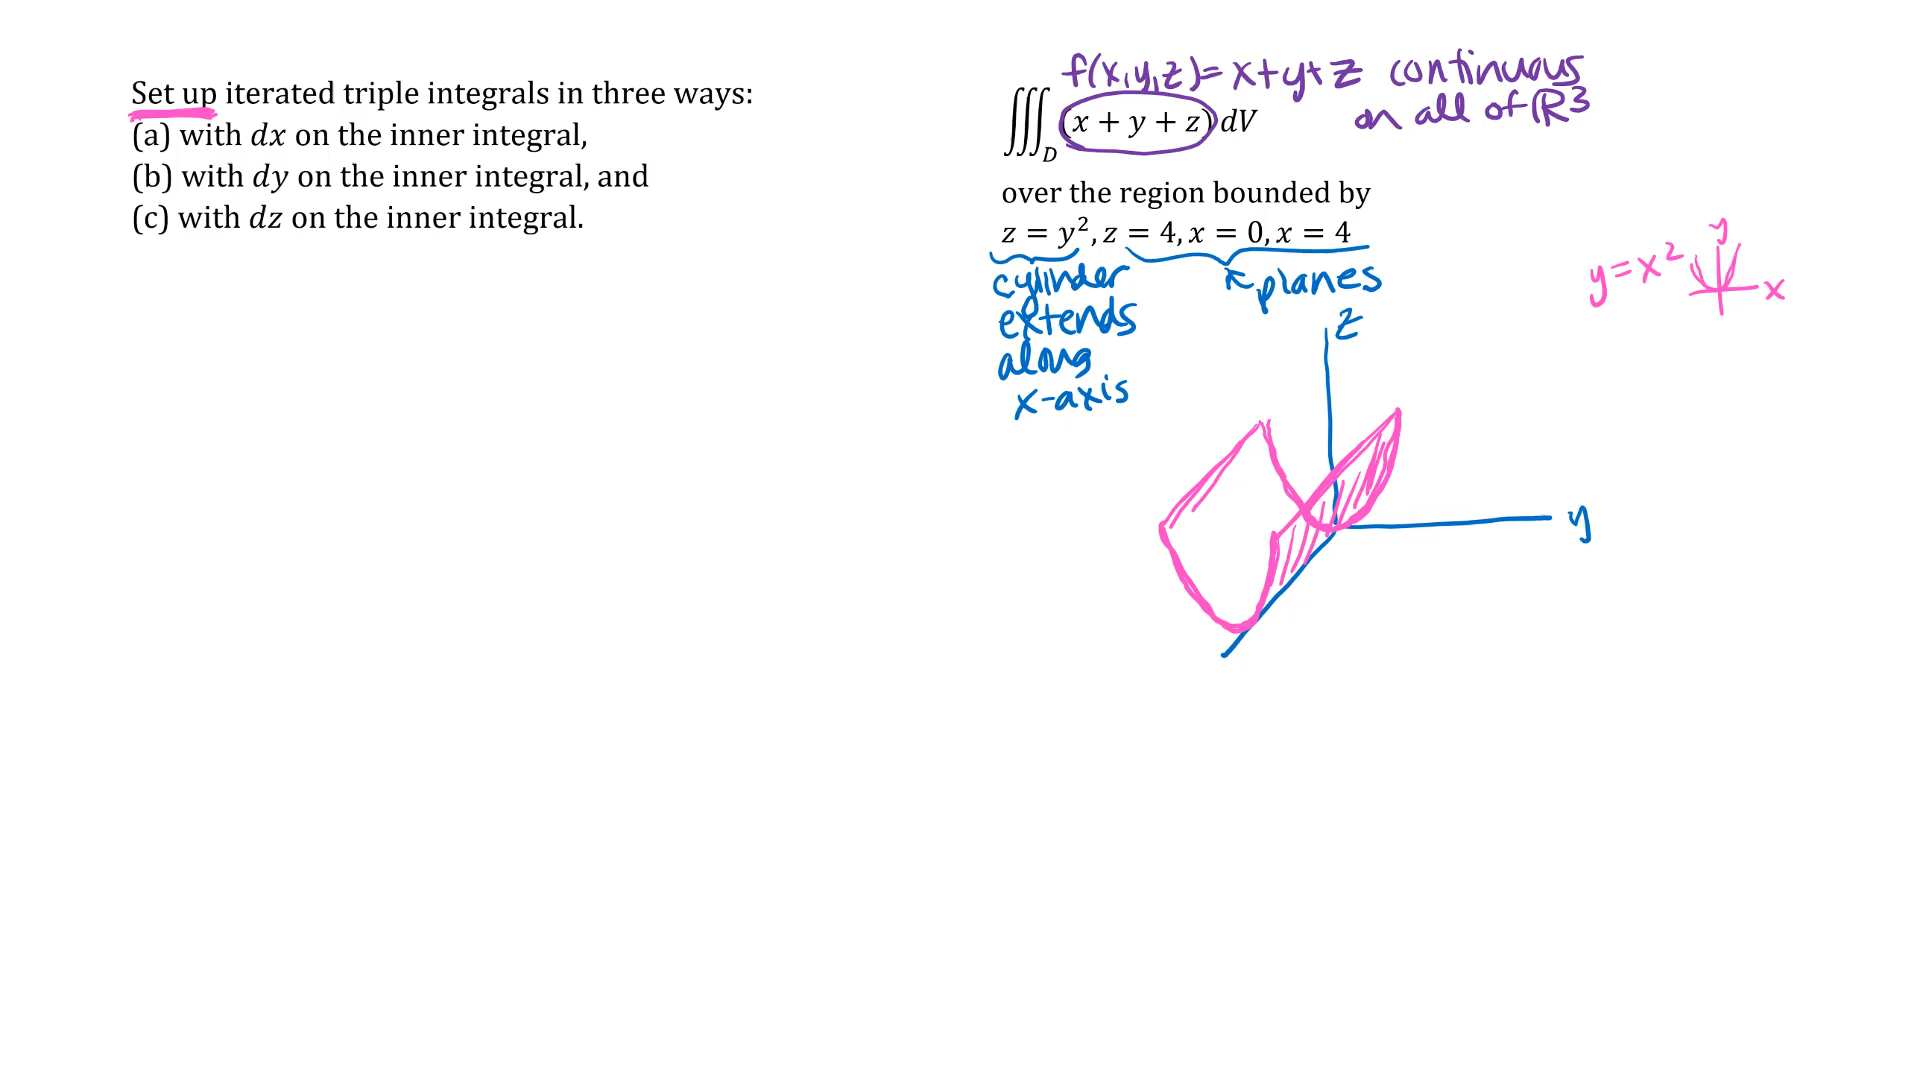 Set up iterated triple integrals in three ways:
(a) with dx on the inner integral,
(b) with dy on the inner integral, and
(c) with dz on the inner integral.
f(x,y,z)= x+y+z continuous
on all of ℝ3
∭_D (x + y + z) dV
over the region bounded by
z = y², z = 4, x = 0, x = 4
cylinder
extends
along
x-axis
planes
y=x²
y
x
z
y